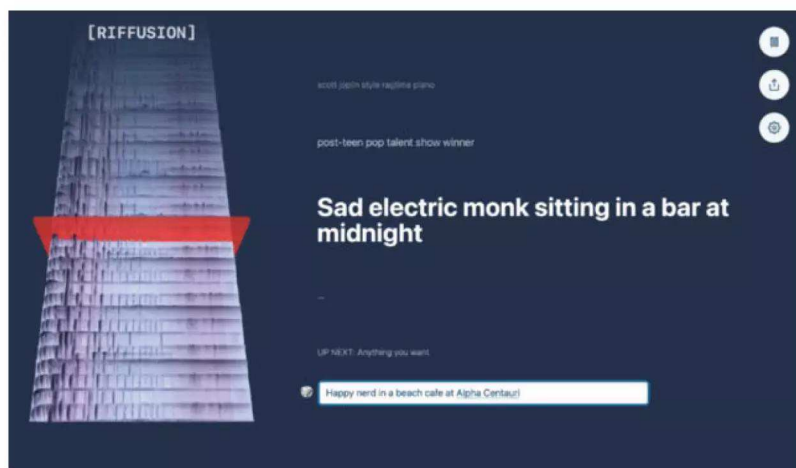 [RIFFUSION]
scott joplin style ragtime piano
post-teen pop talent show winner
Sad electric monk sitting in a bar at
midnight
...
UP NEXT: Anything you want
Happy nerd in a beach cafe at Alpha Centauri